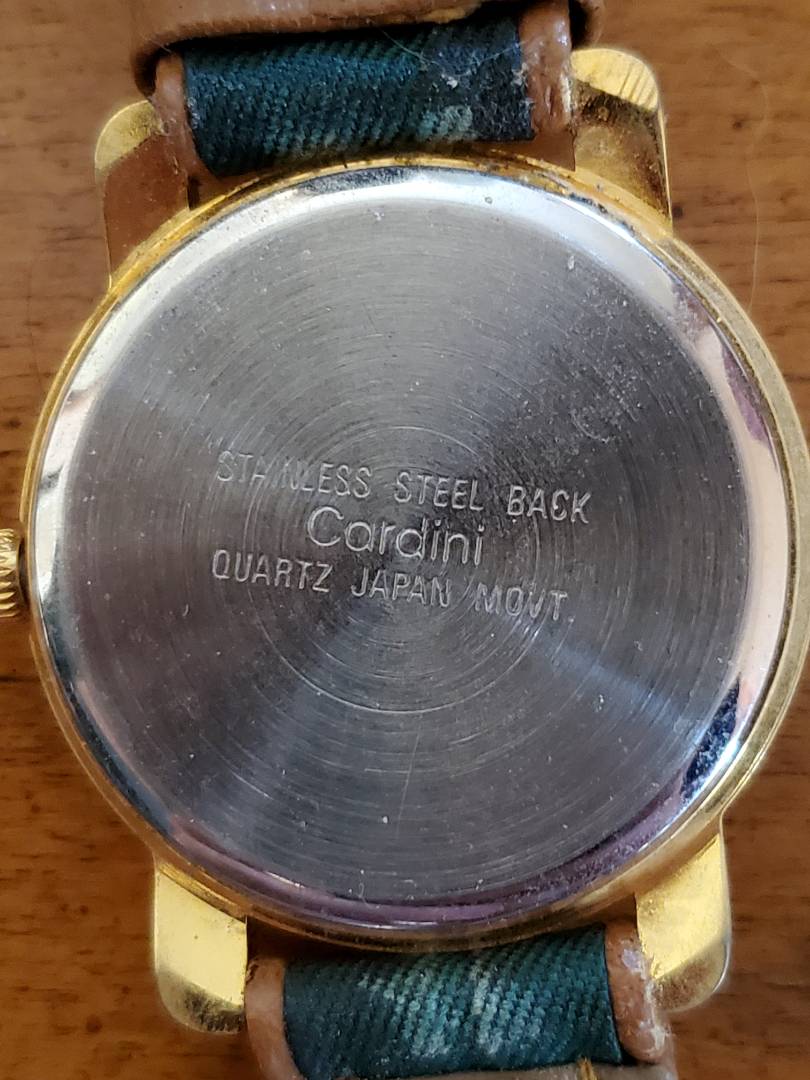 STAINLESS STEEL BACK
Cardini
QUARTZ JAPAN MOVT.